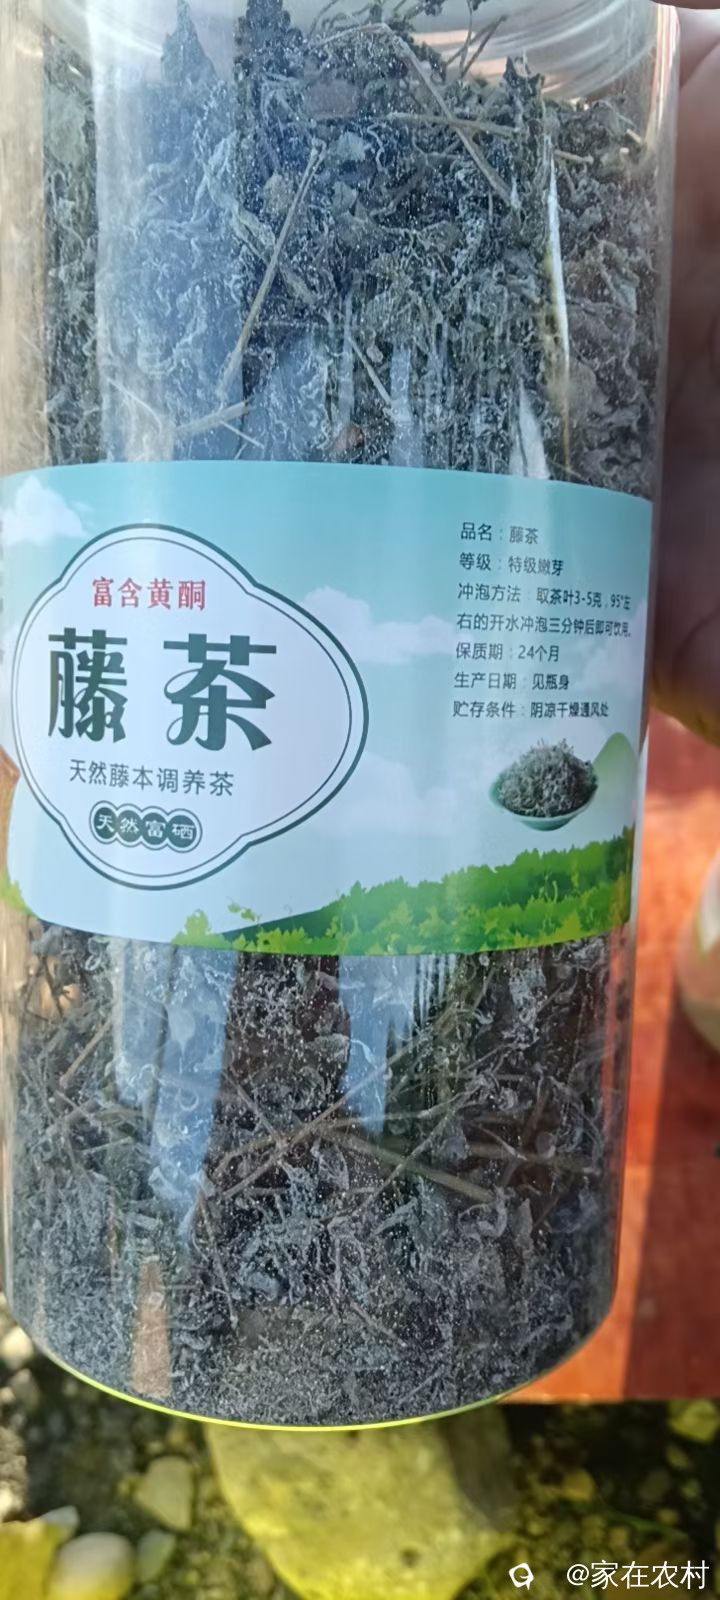 富含黄酮
藤茶
天然藤本调养茶
天然富硒
品名：藤茶
等级：特级嫩芽
冲泡方法：取茶叶3-5克，95°左
右的开水冲泡三分钟后即可饮用。
保质期：24个月
生产日期：见瓶身
贮存条件：阴凉干燥通风处
@家在农村